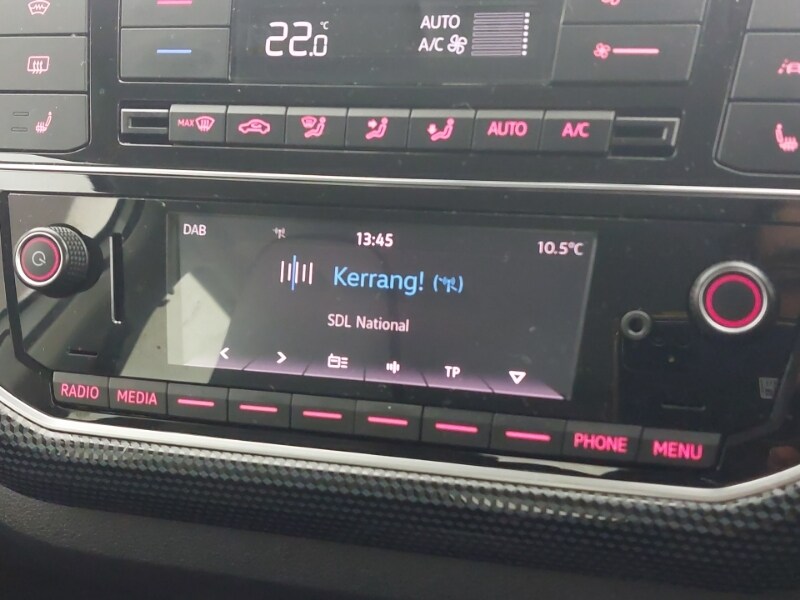 22.0 °C
AUTO
A/C
MAX
AUTO
A/C
DAB
13:45
10.5°C
Kerrang!
SDL National
< >
TP
RADIO
MEDIA
PHONE
MENU